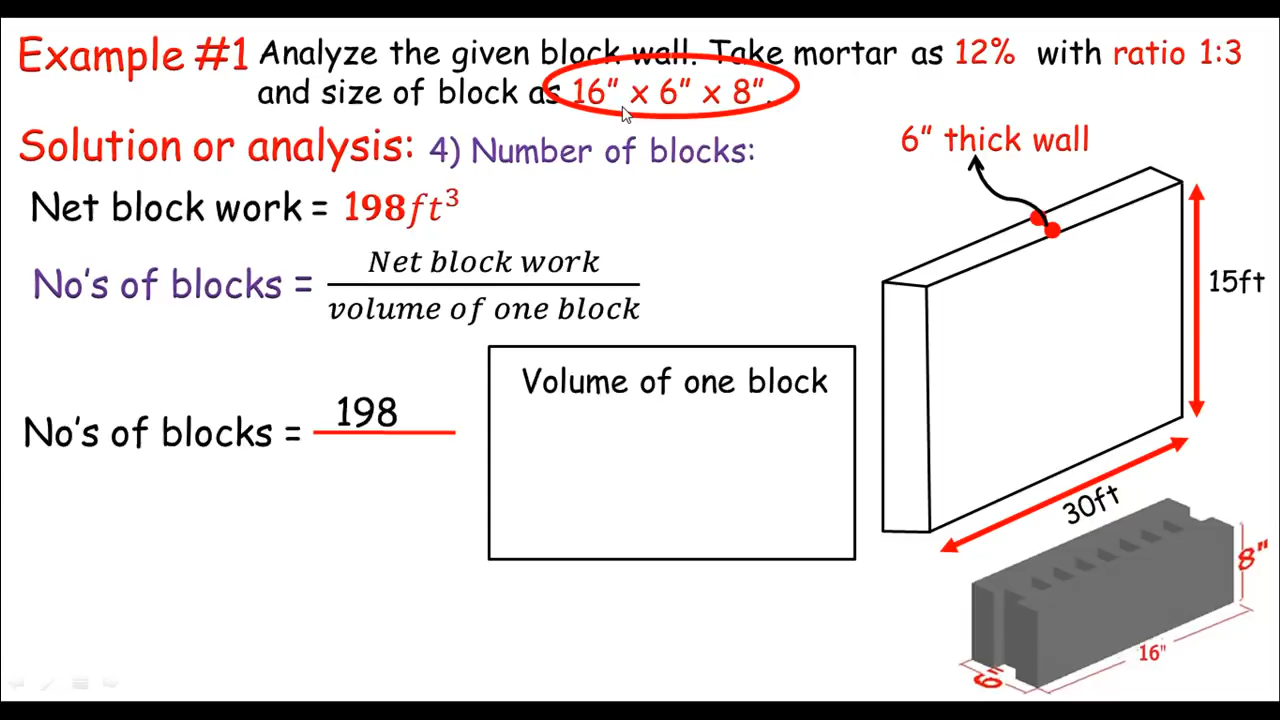 Example #1 Analyze the given block wall. Take mortar as 12% with ratio 1:3
and size of block as 16” x 6” x 8”.
Solution or analysis: 4) Number of blocks:
6” thick wall
Net block work = 198ft³
No’s of blocks = Net block work
volume of one block
15ft
Volume of one block
No’s of blocks = 198
30ft
8”
16”
6”